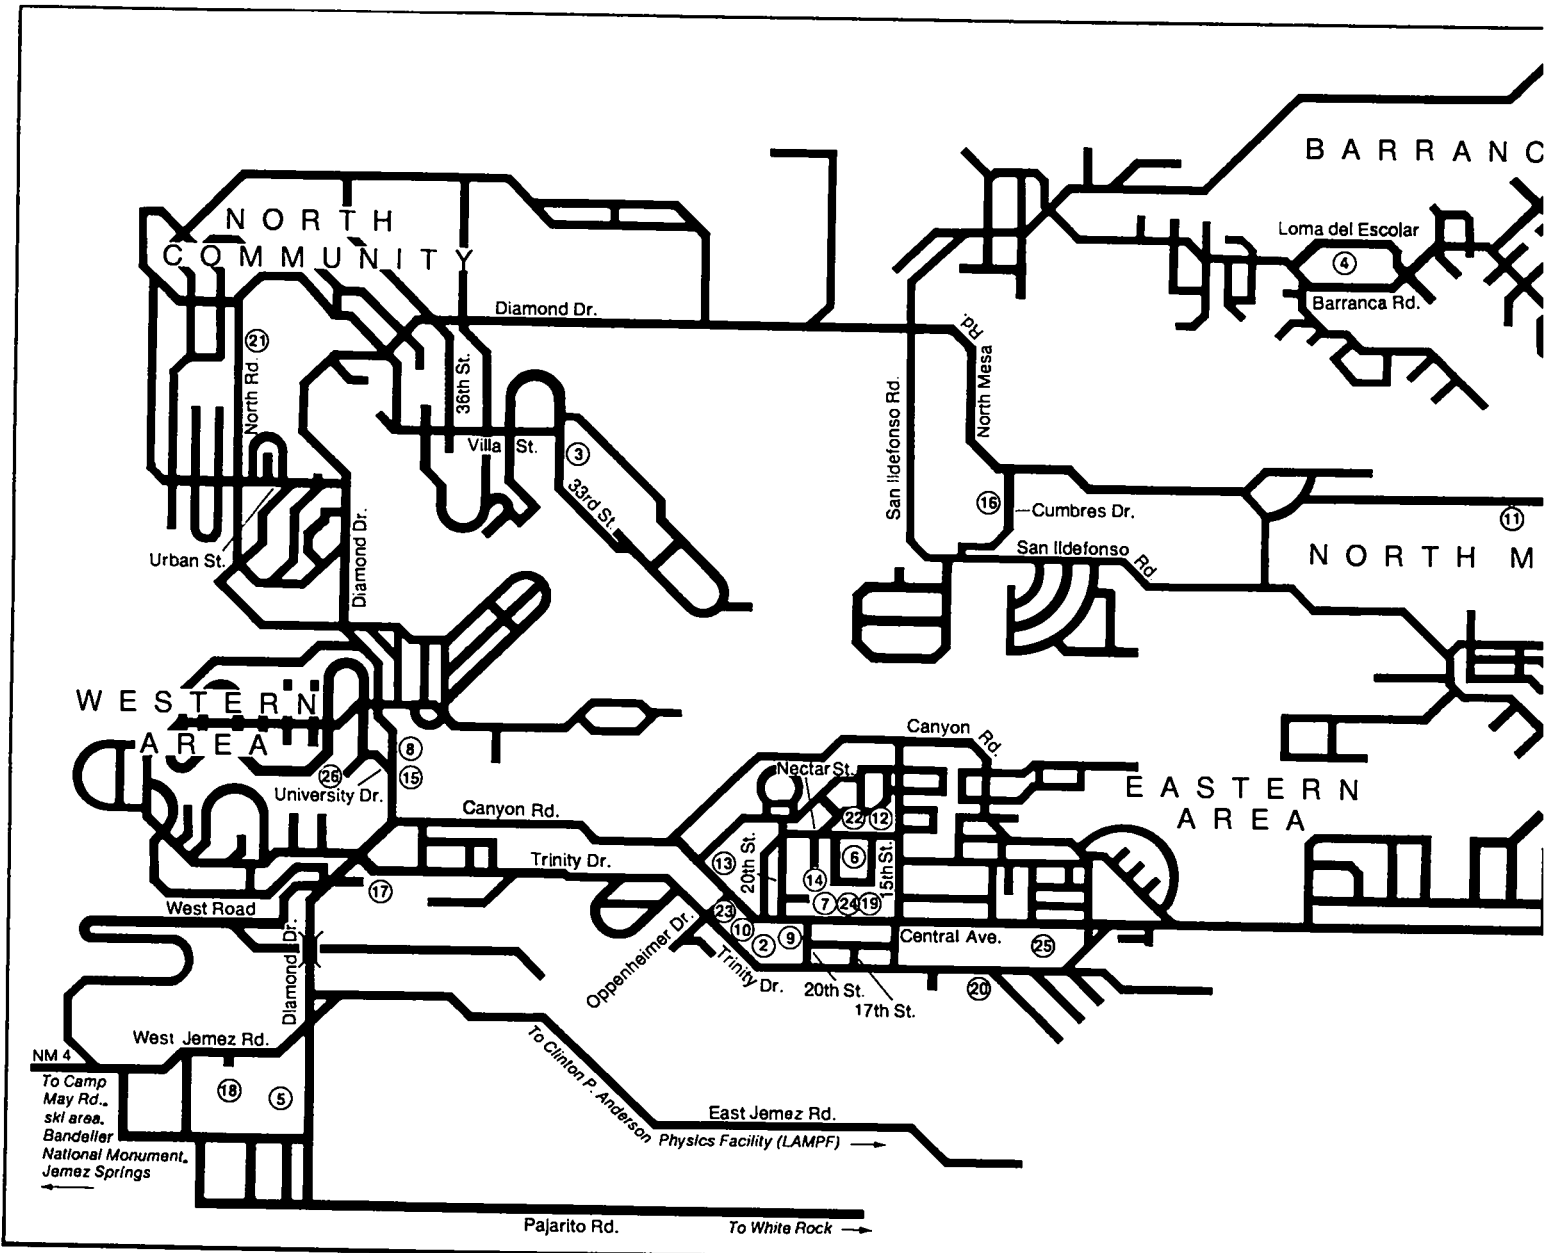 BARRANC
NORTH
COMMUNITY
Loma del Escolar
4
Barranca Rd.
Diamond Dr.
North Mesa
Rd.
21
North Rd.
36th St.
San Ildefonso Rd.
Villa St.
3
33rd St.
16
Cumbres Dr.
11
Urban St.
Diamond Dr.
San Ildefonso
Rd.
NORTH M
WESTERN
AREA
8
15
26
University Dr.
Canyon
Rd.
Nectar St.
EASTERN
AREA
Canyon Rd.
22
12
Trinity Dr.
13
20th St.
6
15th St.
14
17
7
24
19
West Road
23
10
2
9
Central Ave.
25
Oppenheimer Dr.
Trinity Dr.
20th St.
17th St.
20
Diamond Dr.
West Jemez Rd.
NM 4
To Camp
May Rd.,
ski area,
Bandelier
National Monument,
Jemez Springs
18
5
To Clinton P. Anderson
Physics Facility (LAMPF)
East Jemez Rd.
Pajarito Rd.
To White Rock